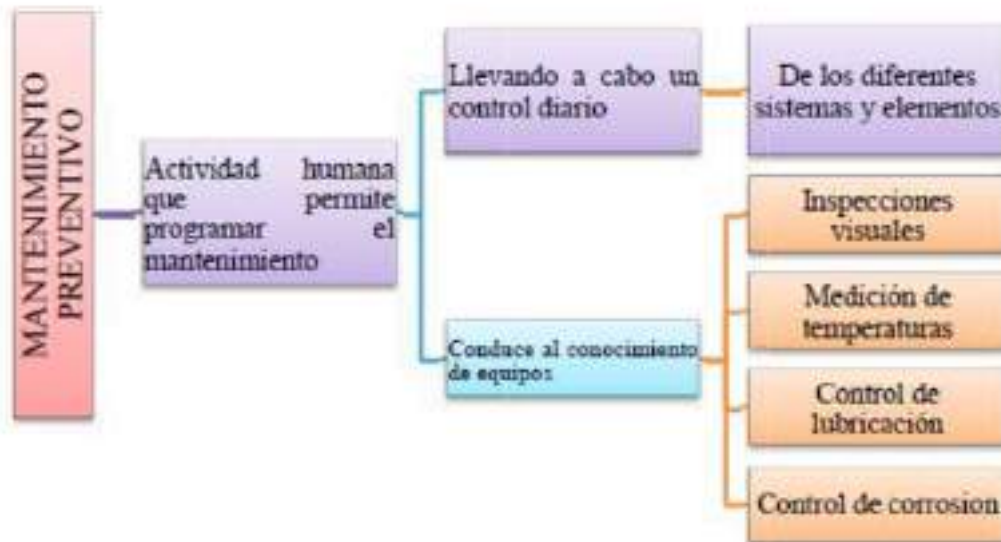 MANTENIMIENTO
PREVENTIVO
Actividad humana
que permite
programar el
mantenimiento
Llevando a cabo un
control diario
De los diferentes
sistemas y elementos
Conduce al conocimiento
de equipos
Inspecciones
visuales
Medición de
temperaturas
Control de
lubricación
Control de corrosion